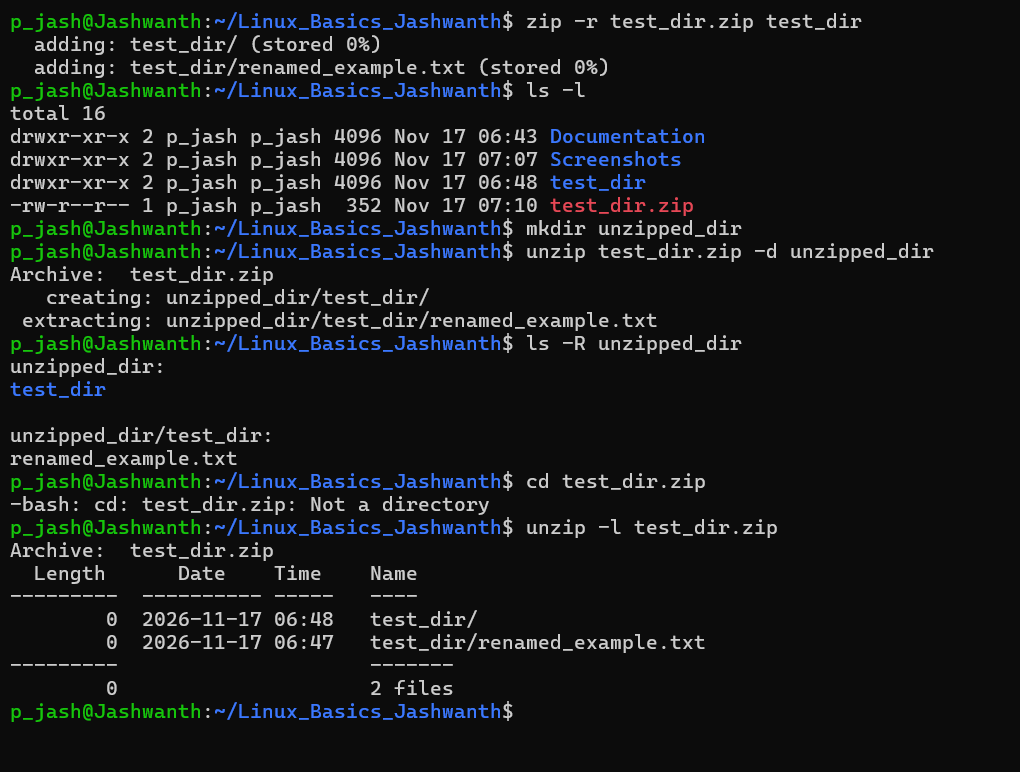 p_jash@Jashwanth:~/Linux_Basics_Jashwanth$ zip -r test_dir.zip test_dir
  adding: test_dir/ (stored 0%)
  adding: test_dir/renamed_example.txt (stored 0%)
p_jash@Jashwanth:~/Linux_Basics_Jashwanth$ ls -l
total 16
drwxr-xr-x 2 p_jash p_jash 4096 Nov 17 06:43 Documentation
drwxr-xr-x 2 p_jash p_jash 4096 Nov 17 07:07 Screenshots
drwxr-xr-x 2 p_jash p_jash 4096 Nov 17 06:48 test_dir
-rw-r--r-- 1 p_jash p_jash  352 Nov 17 07:10 test_dir.zip
p_jash@Jashwanth:~/Linux_Basics_Jashwanth$ mkdir unzipped_dir
p_jash@Jashwanth:~/Linux_Basics_Jashwanth$ unzip test_dir.zip -d unzipped_dir
Archive:  test_dir.zip
   creating: unzipped_dir/test_dir/
 extracting: unzipped_dir/test_dir/renamed_example.txt
p_jash@Jashwanth:~/Linux_Basics_Jashwanth$ ls -R unzipped_dir
unzipped_dir:
test_dir

unzipped_dir/test_dir:
renamed_example.txt
p_jash@Jashwanth:~/Linux_Basics_Jashwanth$ cd test_dir.zip
-bash: cd: test_dir.zip: Not a directory
p_jash@Jashwanth:~/Linux_Basics_Jashwanth$ unzip -l test_dir.zip
Archive:  test_dir.zip
  Length      Date    Time    Name
---------  ---------- -----   ----
        0  2026-11-17 06:48   test_dir/
        0  2026-11-17 06:47   test_dir/renamed_example.txt
---------                     -------
        0                     2 files
p_jash@Jashwanth:~/Linux_Basics_Jashwanth$